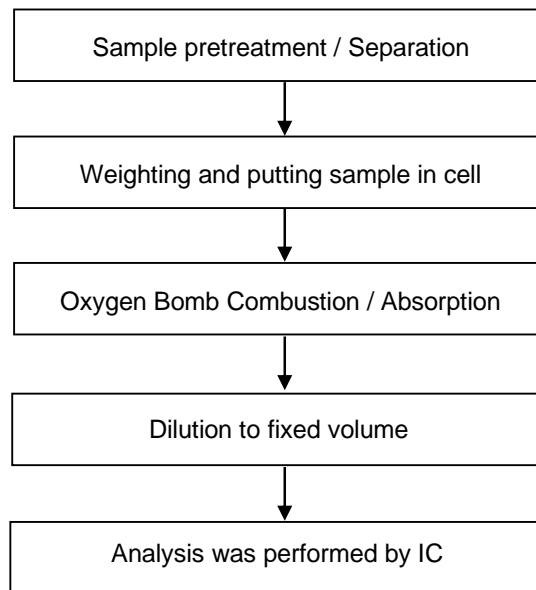 Sample pretreatment / Separation
Weighting and putting sample in cell
Oxygen Bomb Combustion / Absorption
Dilution to fixed volume
Analysis was performed by IC